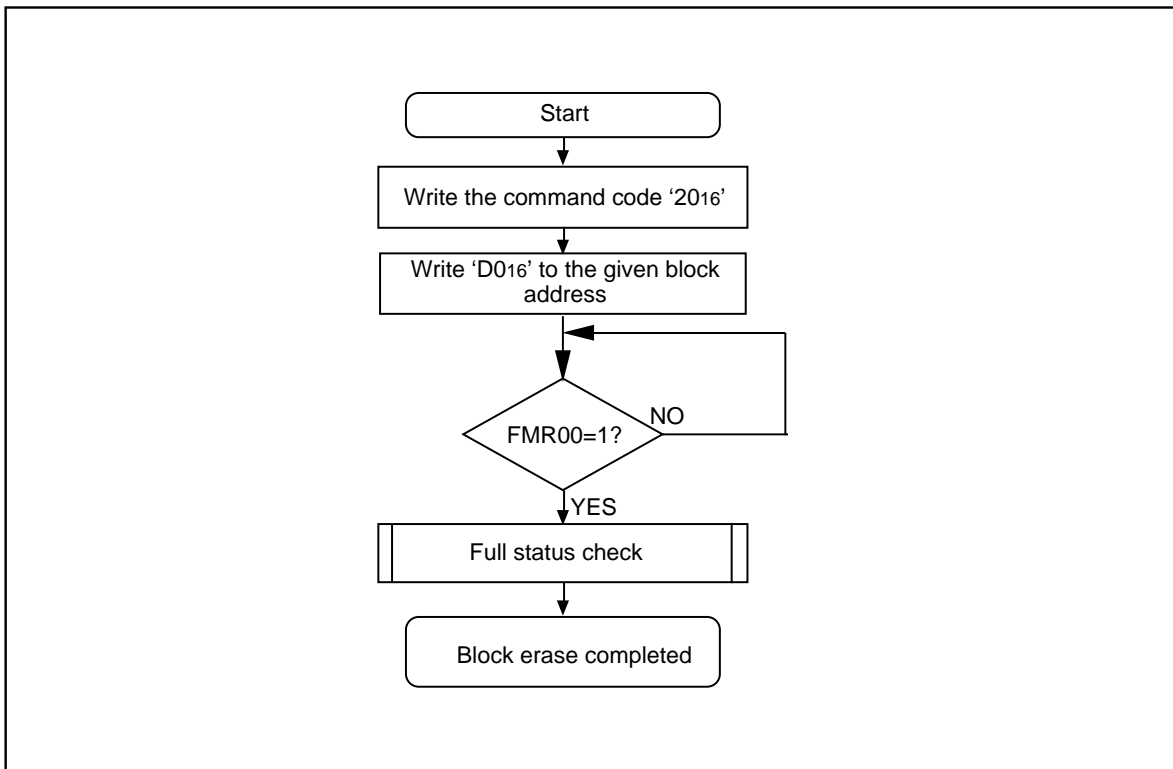 Start
Write the command code ‘2016’
Write ‘D016’ to the given block
address
FMR00=1?
NO
YES
Full status check
Block erase completed